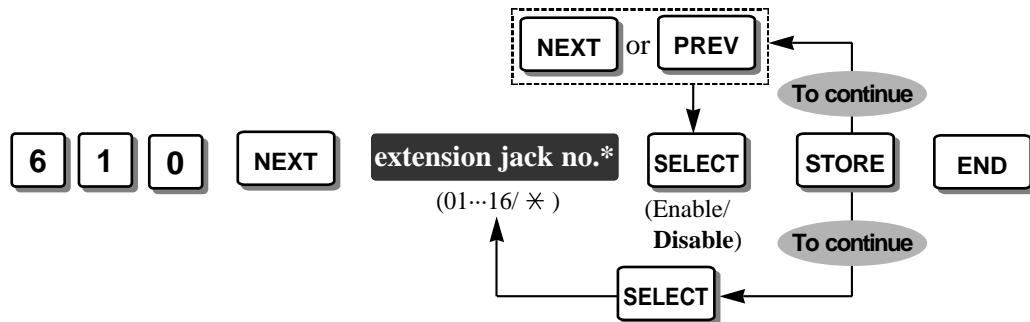 NEXT or PREV
To continue
6 1 0 NEXT extension jack no.* SELECT STORE END
(01···16/ ✳ )
(Enable/
Disable)
To continue
SELECT